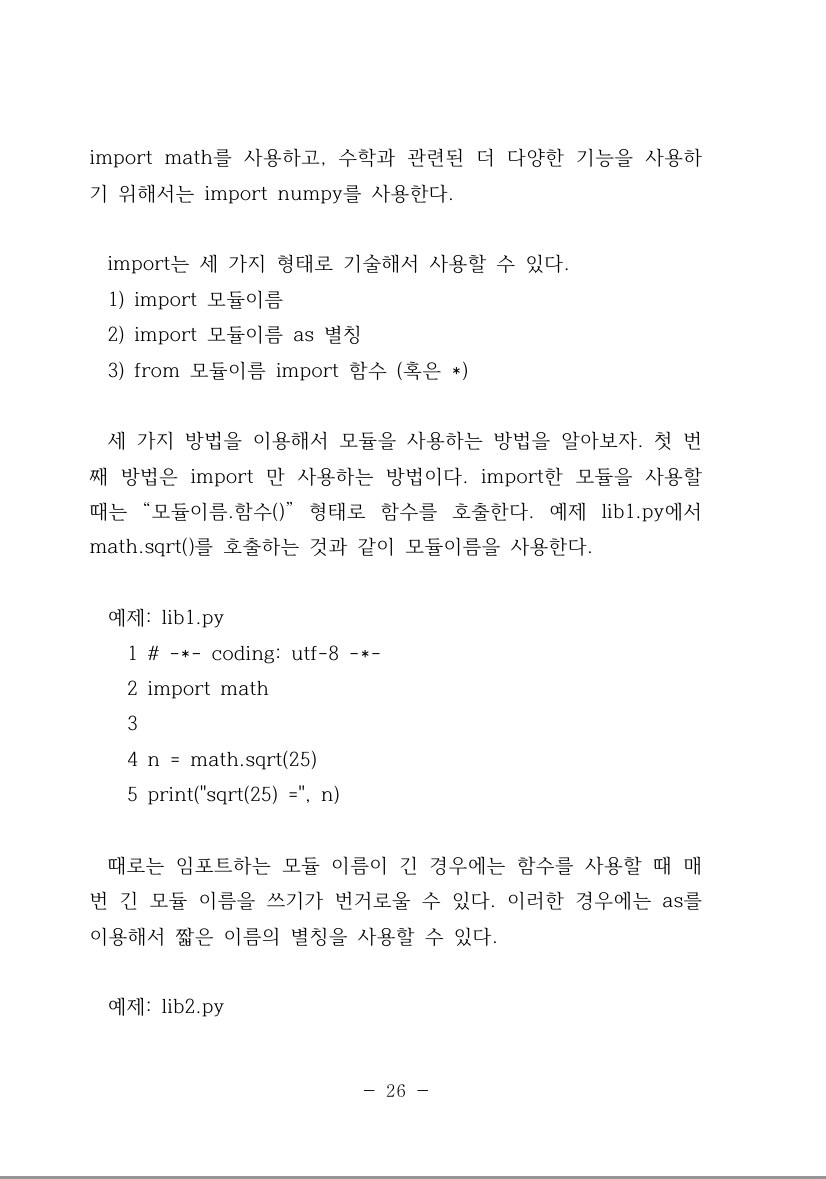 import math를 사용하고, 수학과 관련된 더 다양한 기능을 사용하
기 위해서는 import numpy를 사용한다.
import는 세 가지 형태로 기술해서 사용할 수 있다.
1) import 모듈이름
2) import 모듈이름 as 별칭
3) from 모듈이름 import 함수 (혹은 *)
세 가지 방법을 이용해서 모듈을 사용하는 방법을 알아보자. 첫 번
째 방법은 import 만 사용하는 방법이다. import한 모듈을 사용할
때는 “모듈이름.함수()” 형태로 함수를 호출한다. 예제 lib1.py에서
math.sqrt()를 호출하는 것과 같이 모듈이름을 사용한다.
예제: lib1.py
1 # -*- coding: utf-8 -*-
2 import math
3
4 n = math.sqrt(25)
5 print("sqrt(25) =", n)
때로는 임포트하는 모듈 이름이 긴 경우에는 함수를 사용할 때 매
번 긴 모듈 이름을 쓰기가 번거로울 수 있다. 이러한 경우에는 as를
이용해서 짧은 이름의 별칭을 사용할 수 있다.
예제: lib2.py
- 26 -